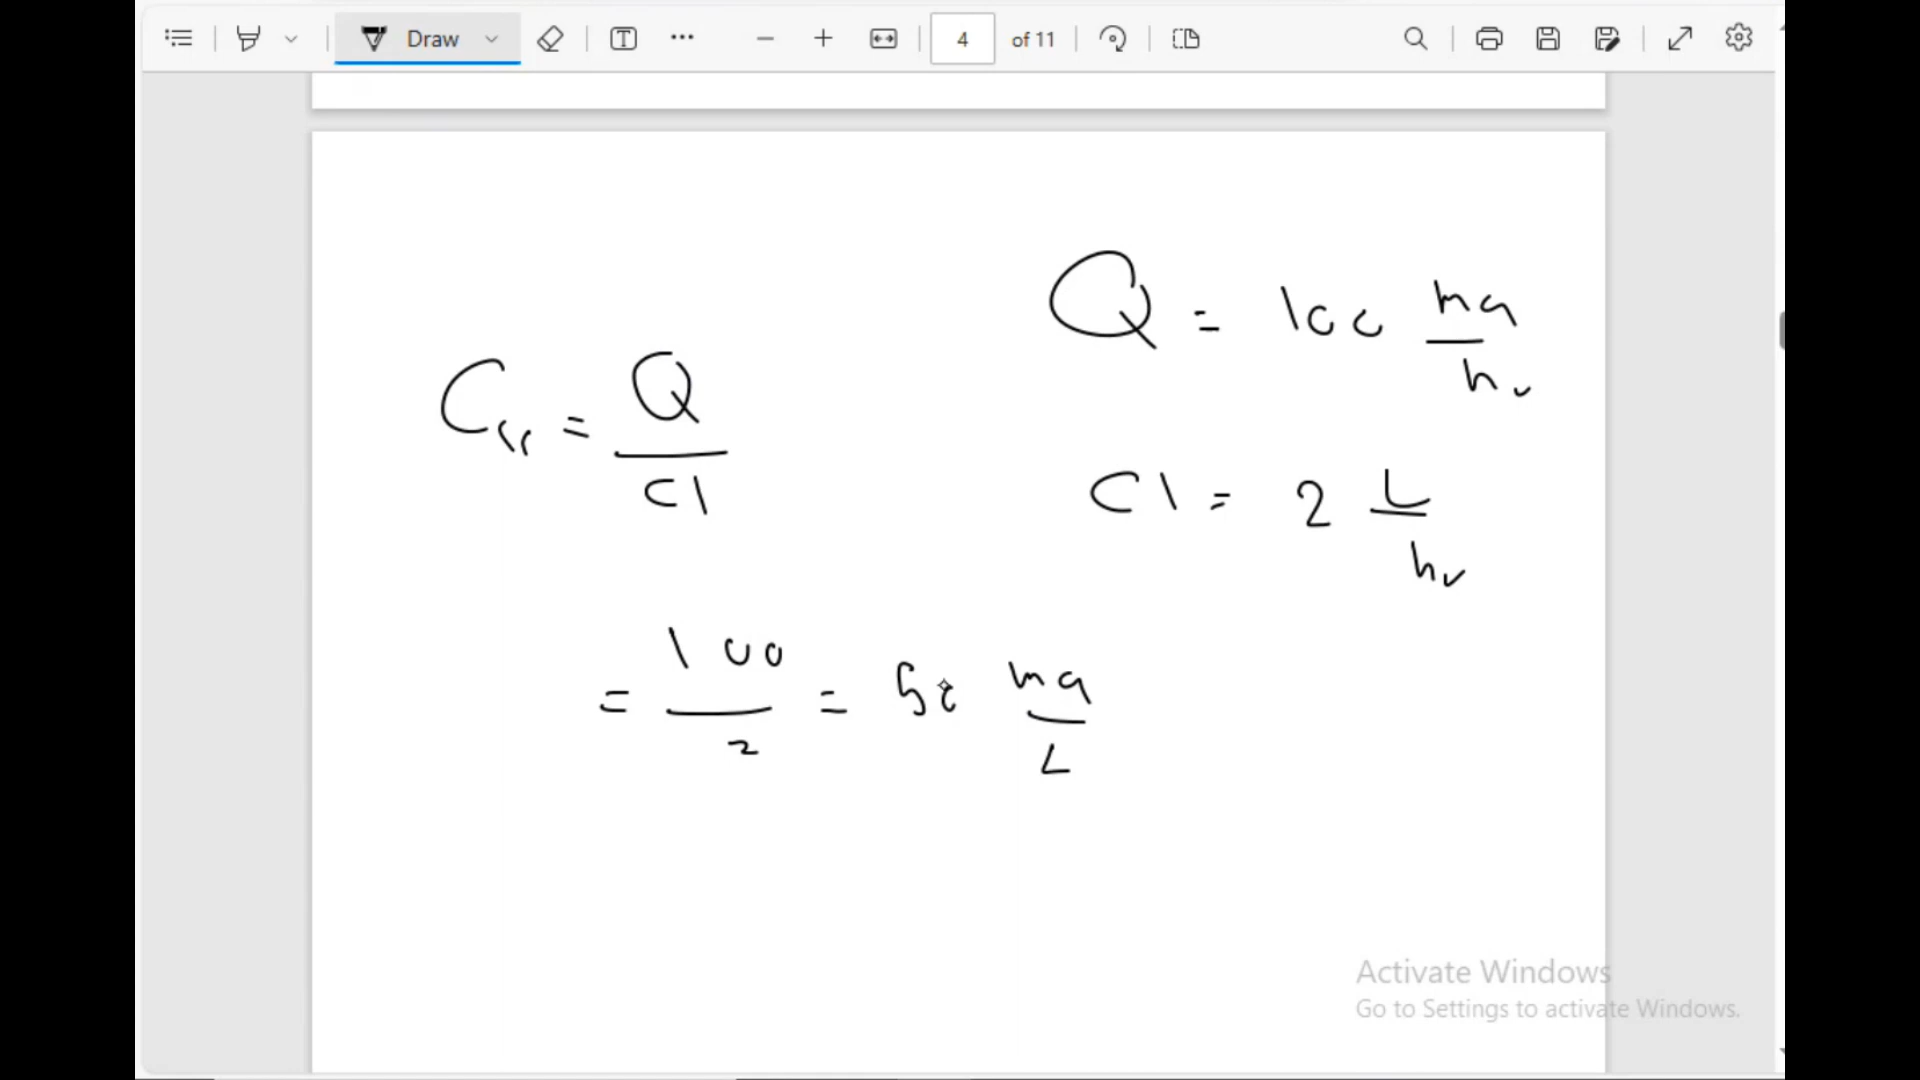 Draw
4 of 11
Q = 100 mg/hr
Css = Q/Cl
Cl = 2 L/hr
= 100/2 = 50 mg/L
Activate Windows
Go to Settings to activate Windows.